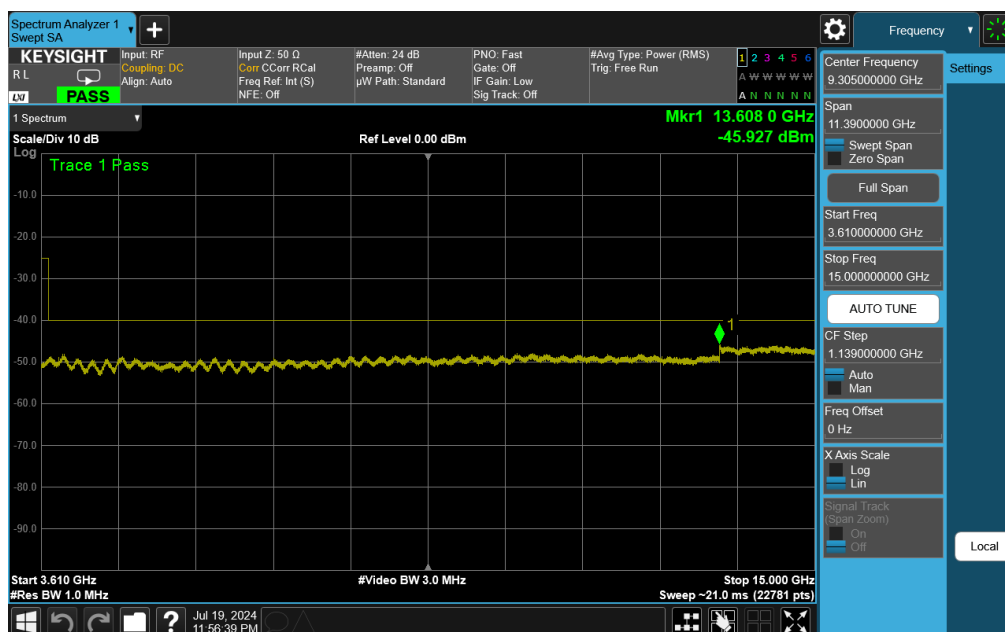 Spectrum Analyzer 1
Swept SA
Frequency
KEYSIGHT
R L
LXI
PASS
Input: RF
Coupling: DC
Align: Auto
Input Z: 50 Ω
Corr CCorr RCal
Freq Ref: Int (S)
NFE: Off
#Atten: 24 dB
Preamp: Off
µW Path: Standard
PNO: Fast
Gate: Off
IF Gain: Low
Sig Track: Off
#Avg Type: Power (RMS)
Trig: Free Run
1 2 3 4 5 6
A W W W W W
A N N N N N
1 Spectrum
Mkr1 13.608 0 GHz
Scale/Div 10 dB
Ref Level 0.00 dBm
-45.927 dBm
Log
Trace 1 Pass
-10.0
-20.0
-30.0
-40.0
1
-50.0
-60.0
-70.0
-80.0
-90.0
Start 3.610 GHz
#Video BW 3.0 MHz
Stop 15.000 GHz
#Res BW 1.0 MHz
Sweep ~21.0 ms (22781 pts)
?
Jul 19, 2024
11:56:39 PM
Center Frequency
9.305000000 GHz
Settings
Span
11.3900000 GHz
Swept Span
Zero Span
Full Span
Start Freq
3.610000000 GHz
Stop Freq
15.000000000 GHz
AUTO TUNE
CF Step
1.139000000 GHz
Auto
Man
Freq Offset
0 Hz
X Axis Scale
Log
Lin
Signal Track
(Span Zoom)
On
Off
Local